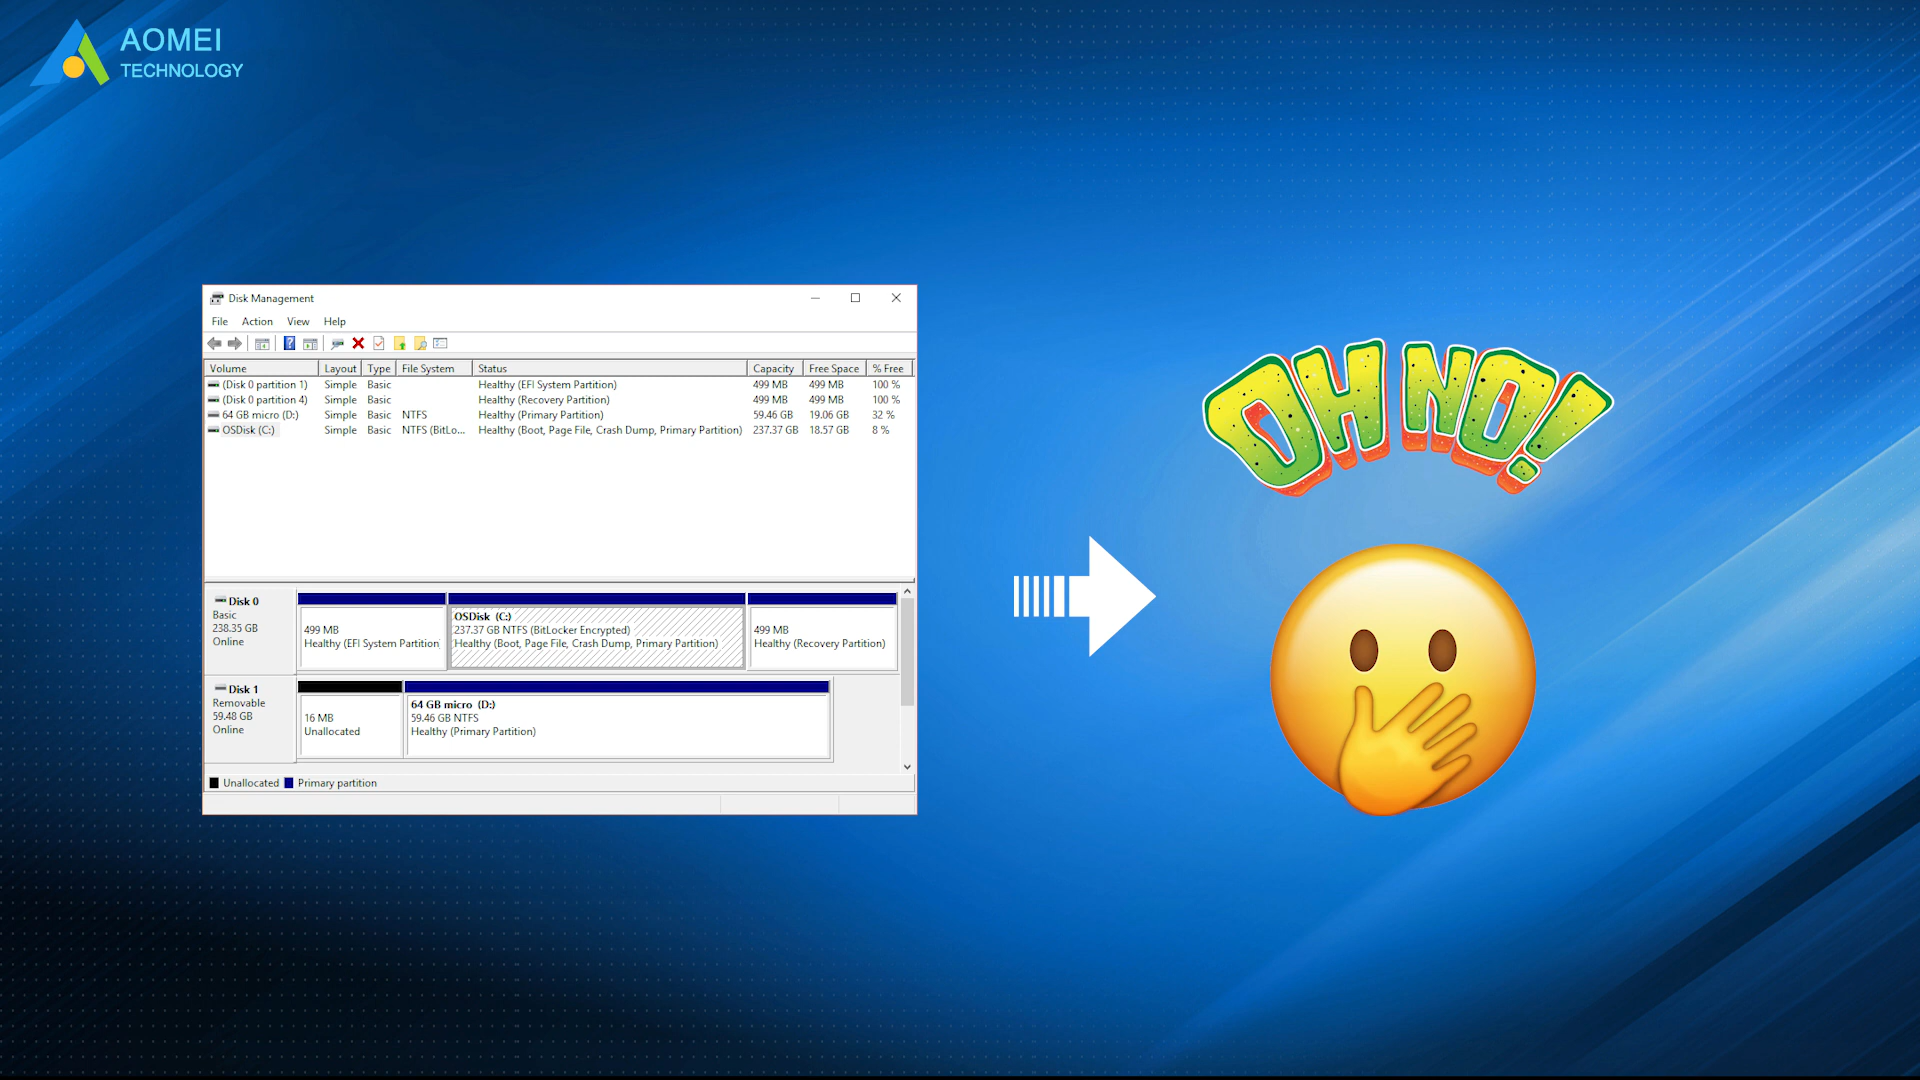 AOMEI
TECHNOLOGY
Disk Management
File Action View Help
Volume Layout Type File System Status Capacity Free Space % Free
(Disk 0 partition 1) Simple Basic Healthy (EFI System Partition) 499 MB 499 MB 100 %
(Disk 0 partition 4) Simple Basic Healthy (Recovery Partition) 499 MB 499 MB 100 %
64 GB micro (D:) Simple Basic NTFS Healthy (Primary Partition) 59.46 GB 19.06 GB 32 %
OSDisk (C:) Simple Basic NTFS (BitLo... Healthy (Boot, Page File, Crash Dump, Primary Partition) 237.37 GB 18.57 GB 8 %
OH NO!
Disk 0
Basic
238.35 GB
Online
499 MB
Healthy (EFI System Partition
OSDisk (C:)
237.37 GB NTFS (BitLocker Encrypted)
Healthy (Boot, Page File, Crash Dump, Primary Partition)
499 MB
Healthy (Recovery Partition)
Disk 1
Removable
59.48 GB
Online
16 MB
Unallocated
64 GB micro (D:)
59.46 GB NTFS
Healthy (Primary Partition)
Unallocated Primary partition